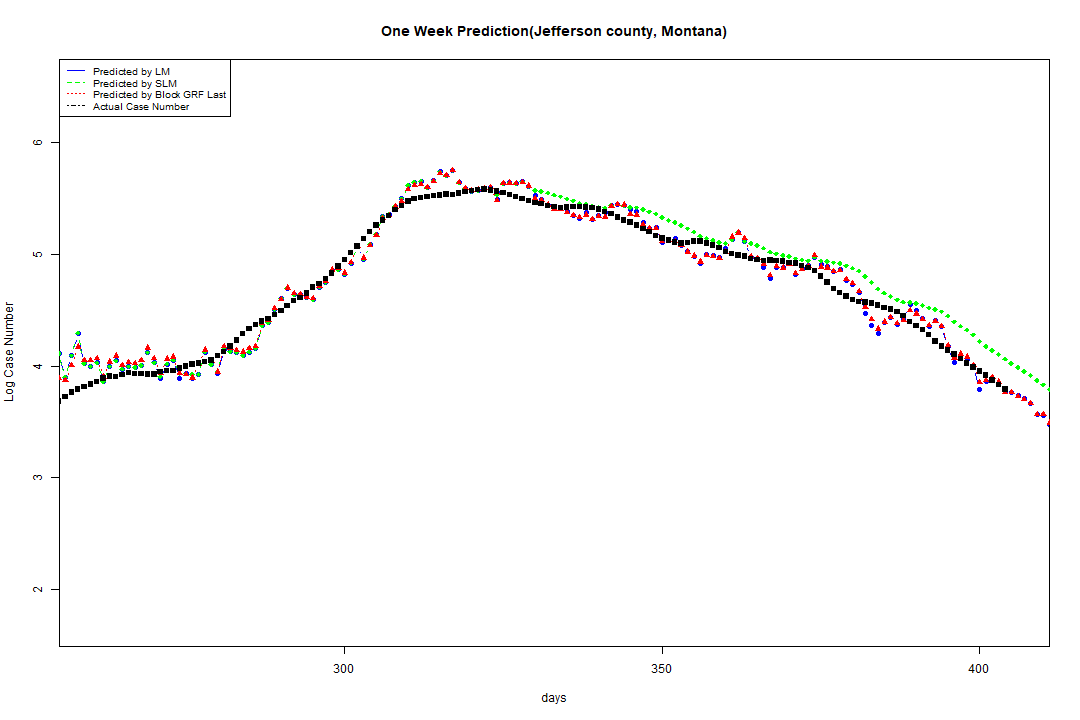 One Week Prediction(Jefferson county, Montana)
Predicted by LM
Predicted by SLM
Predicted by Block GRF Last
Actual Case Number
6
5
4
3
2
Log Case Number
300 350 400
days